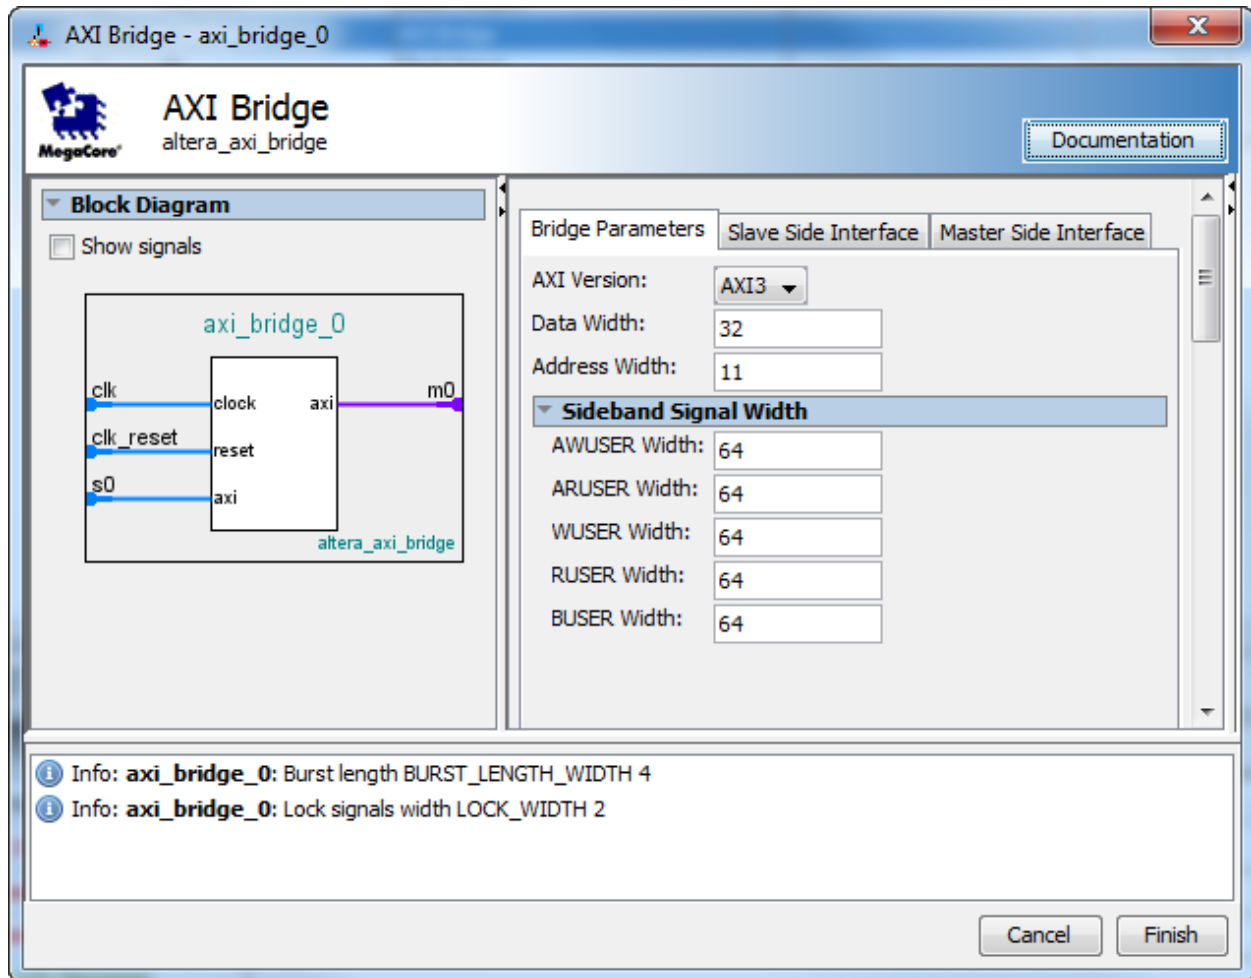 AXI Bridge - axi_bridge_0
AXI Bridge
altera_axi_bridge
MegaCore®
Documentation
Block Diagram
Show signals
axi_bridge_0
clk
clock
axi
m0
clk_reset
reset
s0
axi
altera_axi_bridge
Bridge Parameters
Slave Side Interface
Master Side Interface
AXI Version: AXI3
Data Width: 32
Address Width: 11
Sideband Signal Width
AWUSER Width: 64
ARUSER Width: 64
WUSER Width: 64
RUSER Width: 64
BUSER Width: 64
Info: axi_bridge_0: Burst length BURST_LENGTH_WIDTH 4
Info: axi_bridge_0: Lock signals width LOCK_WIDTH 2
Cancel
Finish